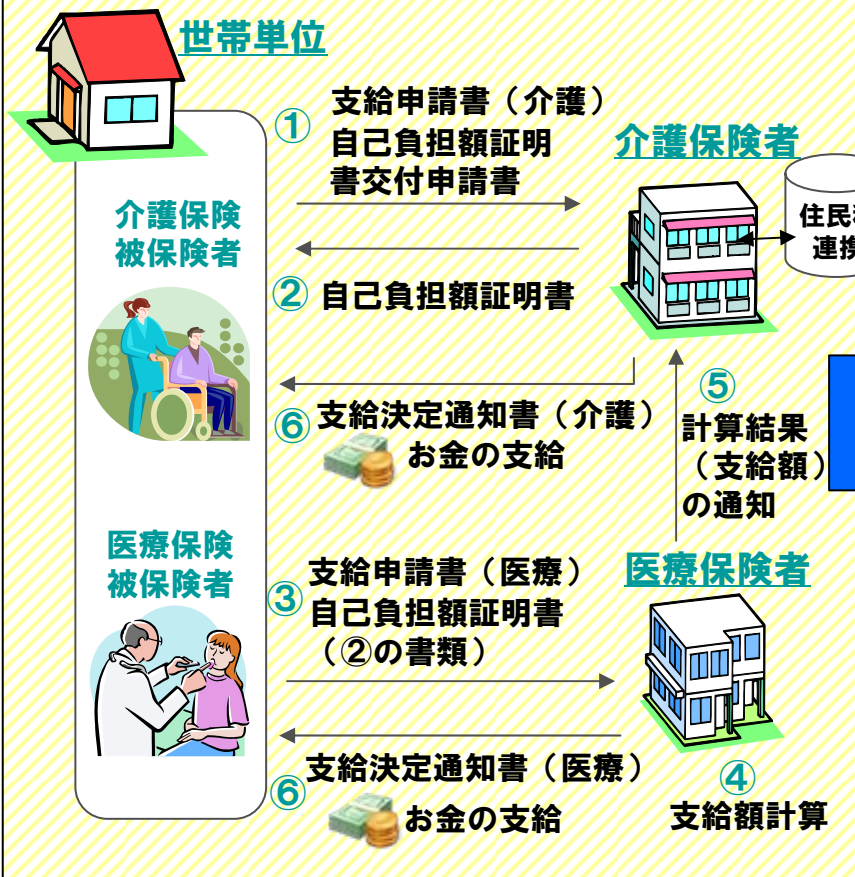 世帯単位
①
支給申請書（介護）
自己負担額証明
書交付申請書
介護保険者
住民
連携
介護保険
被保険者
②
自己負担額証明書
⑥
支給決定通知書（介護）
お金の支給
⑤
計算結果
（支給額）
の通知
医療保険
被保険者
③
支給申請書（医療）
自己負担額証明書
（②の書類）
医療保険者
⑥
支給決定通知書（医療）
お金の支給
④
支給額計算